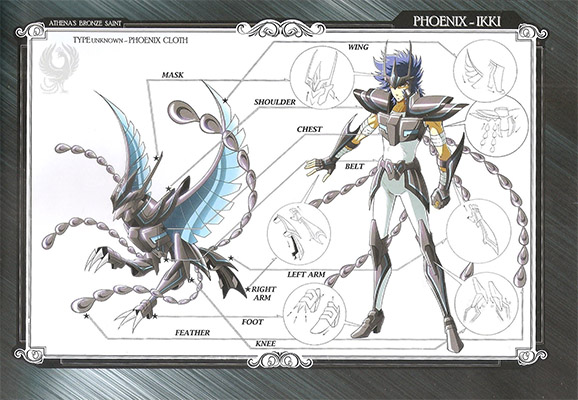 ATHENA'S BRONZE SAINT
PHOENIX – IKKI
TYPE UNKNOWN – PHOENIX CLOTH
WING
MASK
SHOULDER
CHEST
BELT
LEFT ARM
RIGHT
ARM
FOOT
FEATHER
KNEE